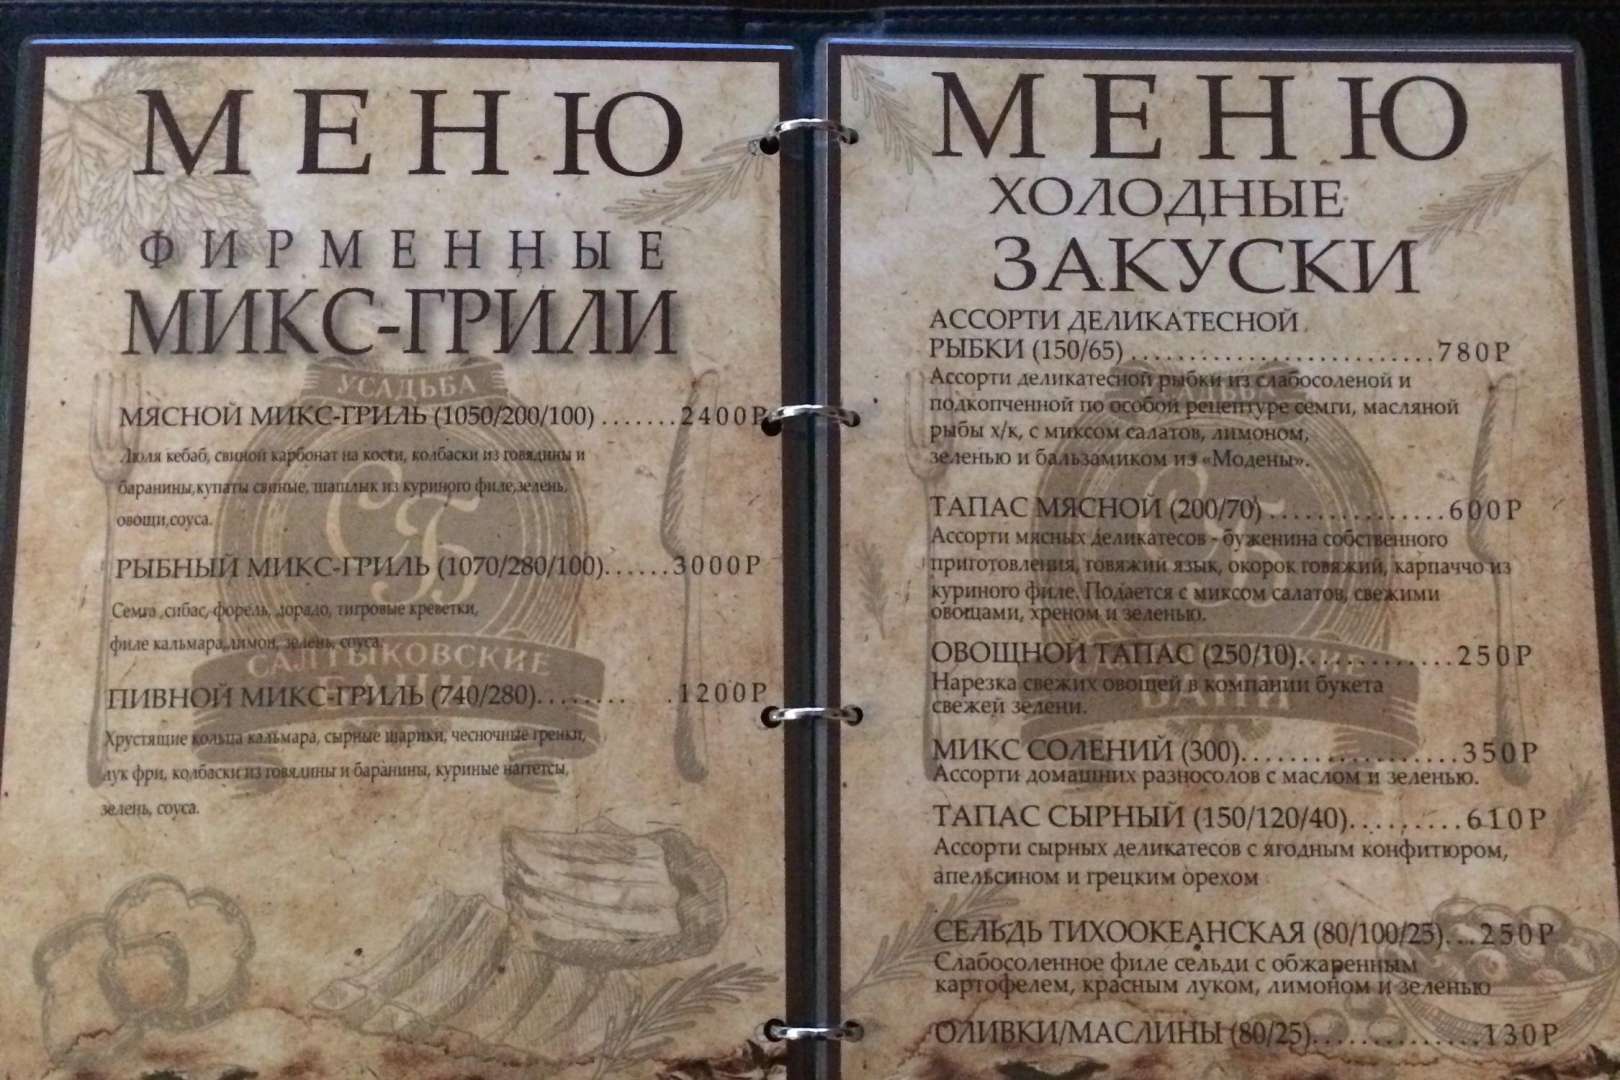 МЕНЮ
ФИРМЕННЫЕ
МИКС-ГРИЛИ
УСАДЬБА
МЯСНОЙ МИКС-ГРИЛЬ (1050/200/100).......2400Р
Люля кебаб, свиной карбонат на кости, колбаски из говядины и
баранины,купаты свиные, шашлык из куриного филе,зелень,
овощи,соуса.
СБ
РЫБНЫЙ МИКС-ГРИЛЬ (1070/280/100)......3000Р
Семга ,сибас, форель, дорадо, тигровые креветки,
филе кальмара,лимон, зелень, соуса.
САЛТЫКОВСКИЕ
БАНИ
ПИВНОЙ МИКС-ГРИЛЬ (740/280)........ .1200Р
Хрустящие кольца кальмара, сырные шарики, чесночные гренки,
лук фри, колбаски из говядины и баранины, куриные наггетсы,
зелень, соуса.
МЕНЮ
ХОЛОДНЫЕ
ЗАКУСКИ
АССОРТИ ДЕЛИКАТЕСНОЙ
РЫБКИ (150/65)..........................780Р
Ассорти деликатесной рыбки из слабосоленой и
подкопченной по особой рецептуре семги, масляной
рыбы х/к, с миксом салатов, лимоном,
зеленью и бальзамиком из «Модены».
ТАПАС МЯСНОЙ (200/70)...............600Р
Ассорти мясных деликатесов - буженина собственного
приготовления, говяжий язык, окорок говяжий, карпаччо из
куриного филе. Подается с миксом салатов, свежими
овощами, хреном и зеленью.
ОВОЩНОЙ ТАПАС (250/10).............250Р
Нарезка свежих овощей в компании букета
свежей зелени.
МИКС СОЛЕНИЙ (300)..................350Р
Ассорти домашних разносолов с маслом и зеленью.
ТАПАС СЫРНЫЙ (150/120/40).........610Р
Ассорти сырных деликатесов с ягодным конфитюром,
апельсином и грецким орехом
СЕЛЬДЬ ТИХООКЕАНСКАЯ (80/100/25)...250Р
Слабосоленное филе сельди с обжаренным
картофелем, красным луком, лимоном и зеленью
ОЛИВКИ/МАСЛИНЫ (80/25)..............130Р